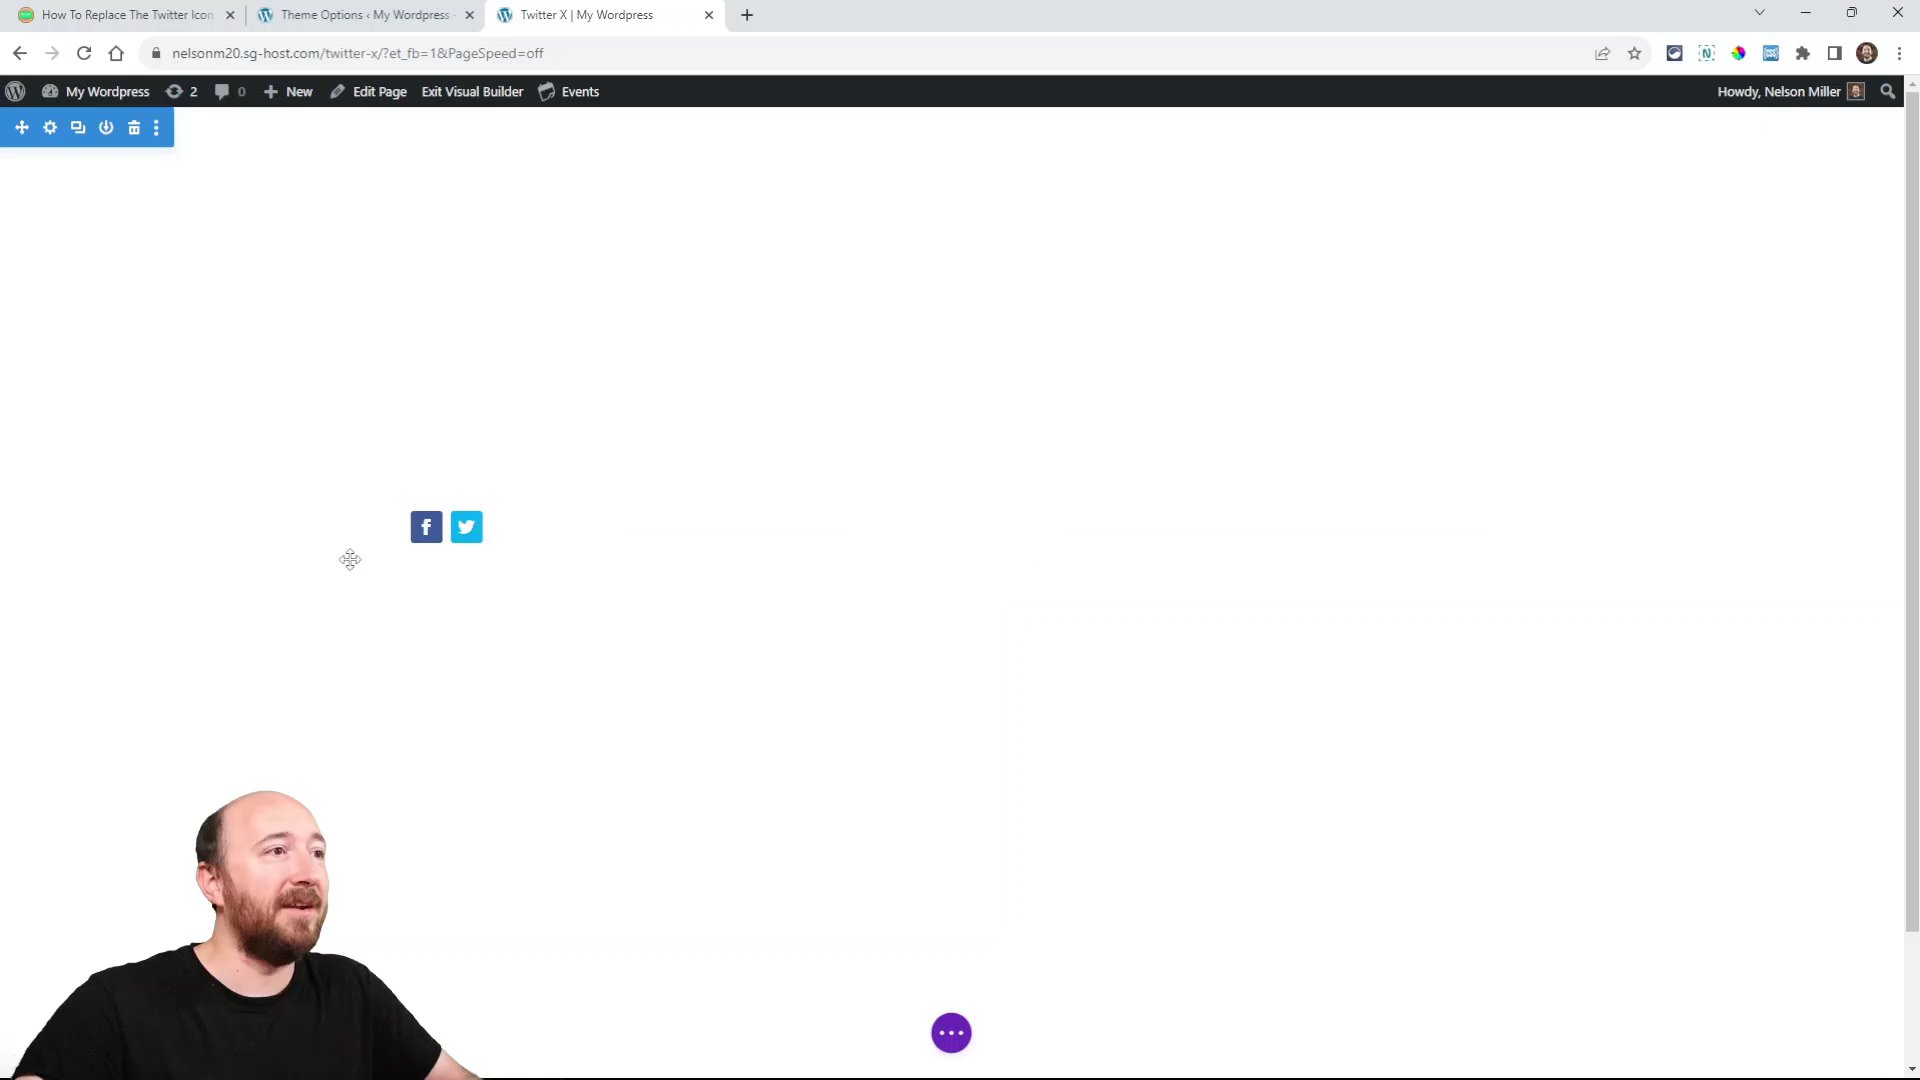 How To Replace The Twitter Icon
Theme Options ‹ My Wordpress -
Twitter X | My Wordpress
nelsonm20.sg-host.com/twitter-x/?et_fb=1&PageSpeed=off
My Wordpress 2 0 New Edit Page Exit Visual Builder Events Howdy, Nelson Miller